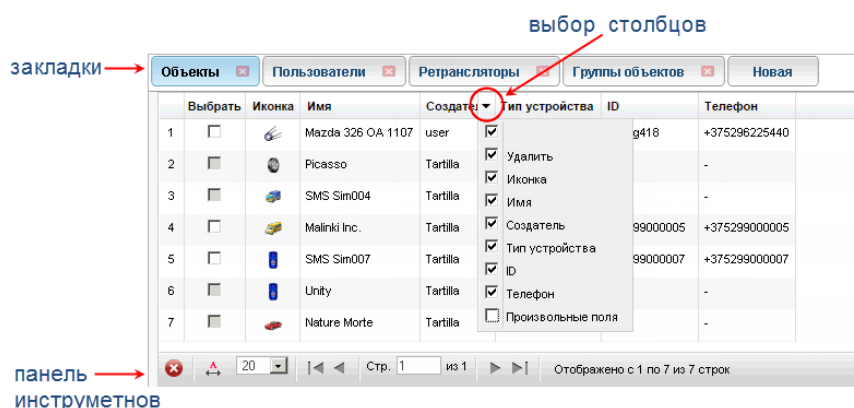 выбор столбцов
закладки
Объекты Пользователи Ретрансляторы Группы объектов Новая
Выбрать Иконка Имя Тип устройства ID Телефон
1 Mazda 326 OA 1107 user g418 +375296225440
2 Picasso Tartilla -
Удалить
Иконка
3 SMS Sim004 Tartilla -
Имя
4 Malinki Inc. Tartilla Создатель 99000005 +375299000005
Тип устройства
5 SMS Sim007 Tartilla 99000007 +375299000007
ID
6 Unity Tartilla Телефон -
7 Nature Morte Tartilla Произвольные поля -
20 Стр. 1 из 1 Отображено с 1 по 7 из 7 строк
панель
инструметнов